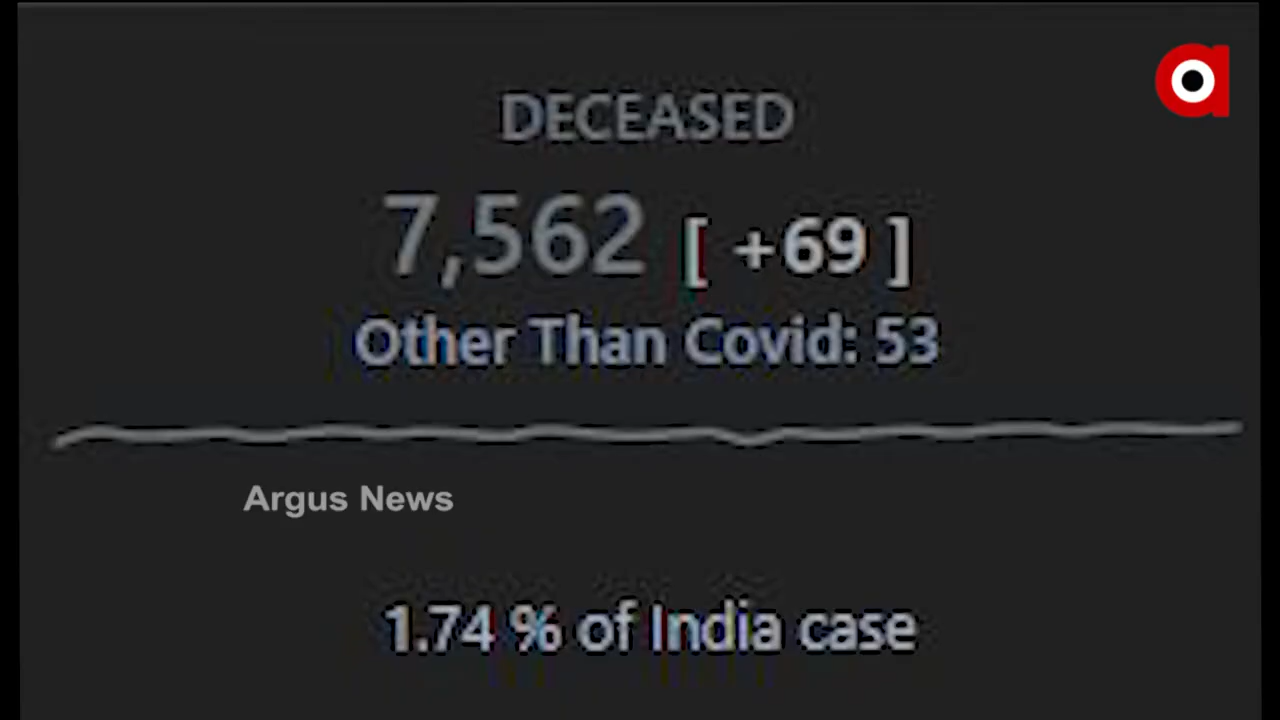 DECEASED
7,562 [ +69 ]
Other Than Covid: 53
Argus News
1.74 % of India case